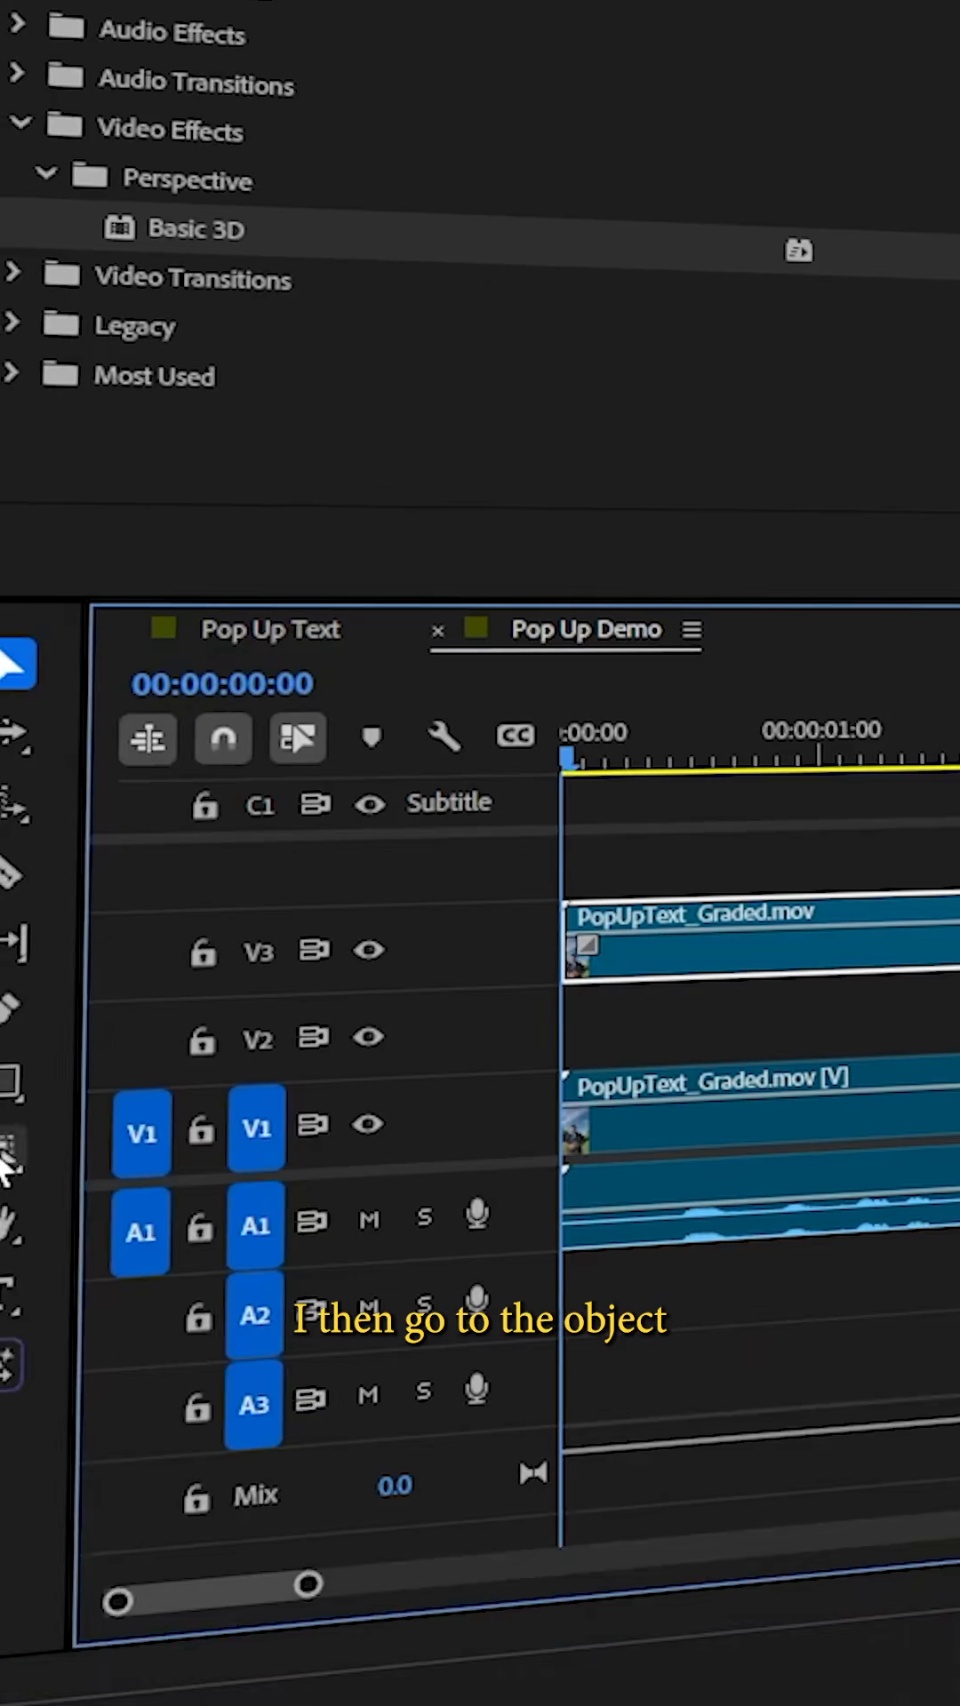 Audio Effects
Audio Transitions
Video Effects
Perspective
Basic 3D
Video Transitions
Legacy
Most Used
Pop Up Text × Pop Up Demo
00:00:00:00
CC :00:00 00:00:01:00
C1 Subtitle
V3 PopUpText_Graded.mov
V2
V1 V1 PopUpText_Graded.mov [V]
A1 A1 M S
A2 M S
I then go to the object
A3 M S
Mix 0.0